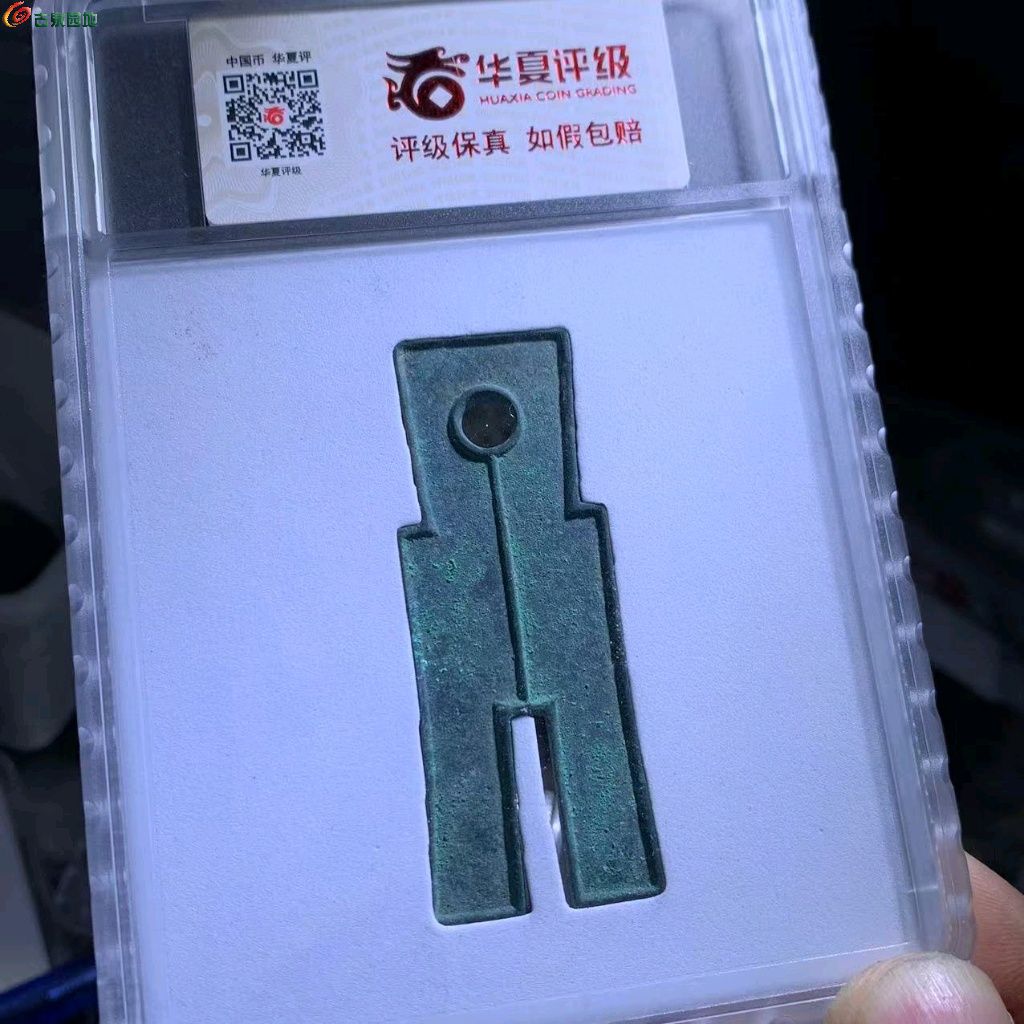 古泉园地
中国币 华夏评
华夏评级
华夏评级
HUAXIA COIN GRADING
评级保真 如假包赔